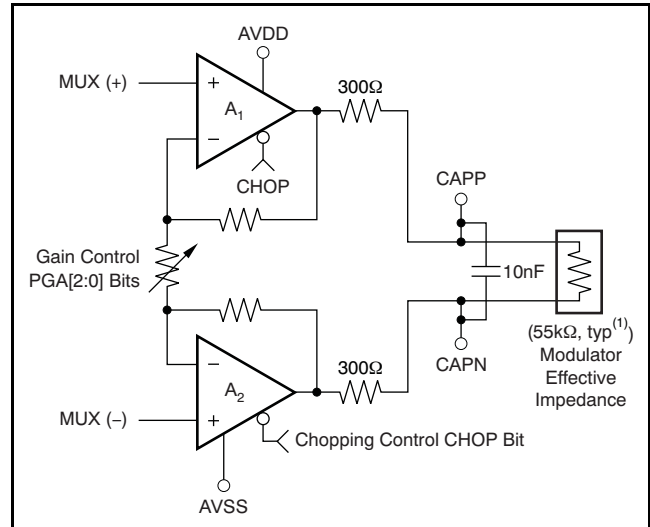 AVDD
MUX (+)
+
A1
−
300Ω
CHOP
CAPP
Gain Control
PGA[2:0] Bits
10nF
(55kΩ, typ(1))
Modulator
Effective
Impedance
CAPN
300Ω
−
A2
+
MUX (−)
Chopping Control CHOP Bit
AVSS